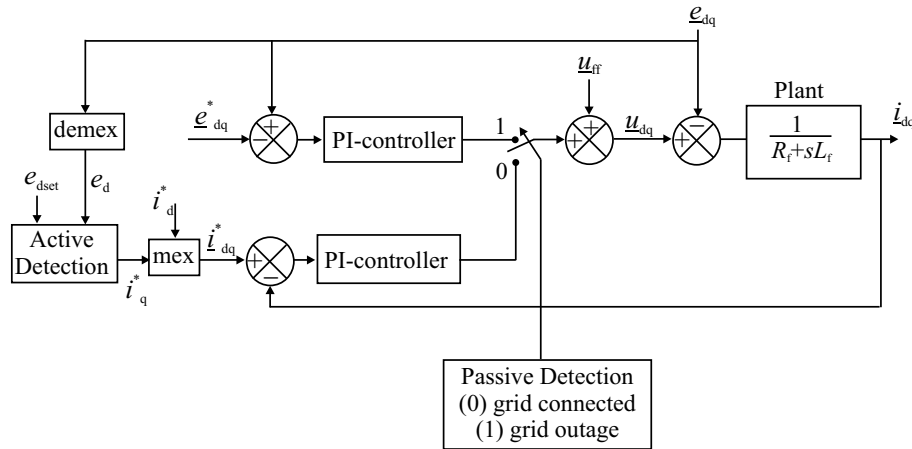 e_dq
Plant
u_ff
demex
e*_dq
+
−
PI-controller
1
+
+
u_dq
+
−
1
R_f+sL_f
i_dq
0
e_dset
e_d
i*_d
Active
Detection
mex
i*_dq
+
−
PI-controller
i*_q
Passive Detection
(0) grid connected
(1) grid outage